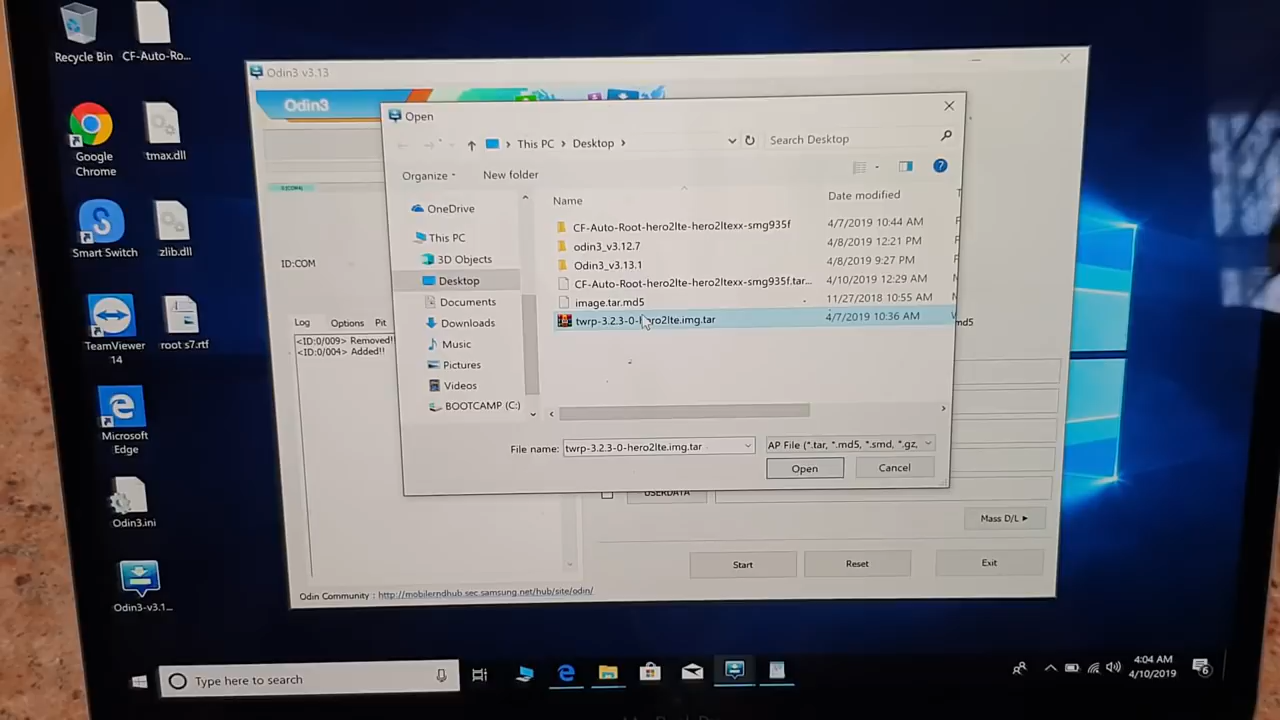 Recycle Bin
CF-Auto-Ro...
Google
Chrome
tmax.dll
Smart Switch
zlib.dll
TeamViewer
14
root s7.rtf
Microsoft
Edge
Odin3.ini
Odin3-v3.1...
Odin3 v3.13
Odin3
ID:COM
Log
Options
Pit
<ID:0/009> Removed!!
<ID:0/004> Added!!
Open
This PC
Desktop
Search Desktop
Organize
New folder
OneDrive
This PC
3D Objects
Desktop
Documents
Downloads
Music
Pictures
Videos
BOOTCAMP (C:)
Name
Date modified
CF-Auto-Root-hero2lte-hero2ltexx-smg935f
4/7/2019 10:44 AM
odin3_v3.12.7
4/8/2019 12:21 PM
Odin3_v3.13.1
4/8/2019 9:27 PM
CF-Auto-Root-hero2lte-hero2ltexx-smg935f.tar...
4/10/2019 12:29 AM
image.tar.md5
11/27/2018 10:55 AM
twrp-3.2.3-0-hero2lte.img.tar
4/7/2019 10:36 AM
File name:
twrp-3.2.3-0-hero2lte.img.tar
AP File (*.tar, *.md5, *.smd, *.gz,
Open
Cancel
md5
USERDATA
Mass D/L
Start
Reset
Exit
Odin Community : http://mobilerndhub.sec.samsung.net/hub/site/odin/
Type here to search
4:04 AM
4/10/2019
6